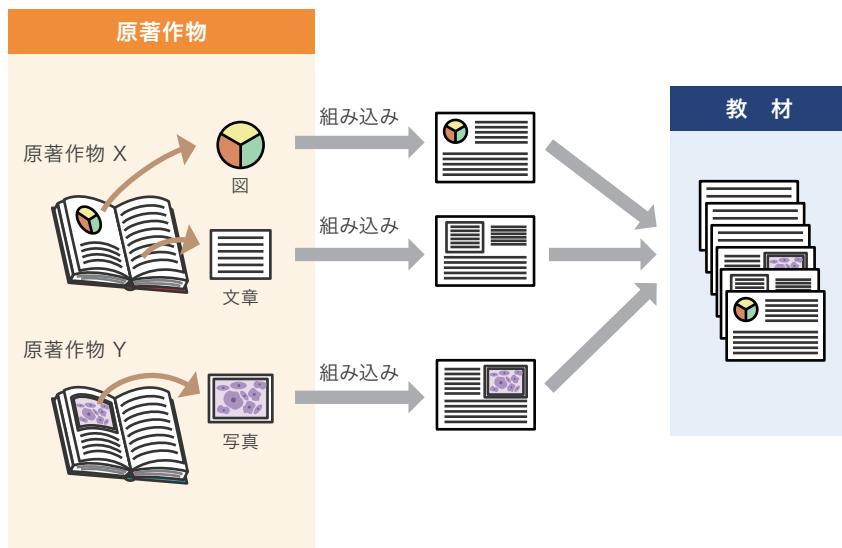 原著作物
原著作物 X
図
文章
原著作物 Y
写真
組み込み
組み込み
組み込み
教 材